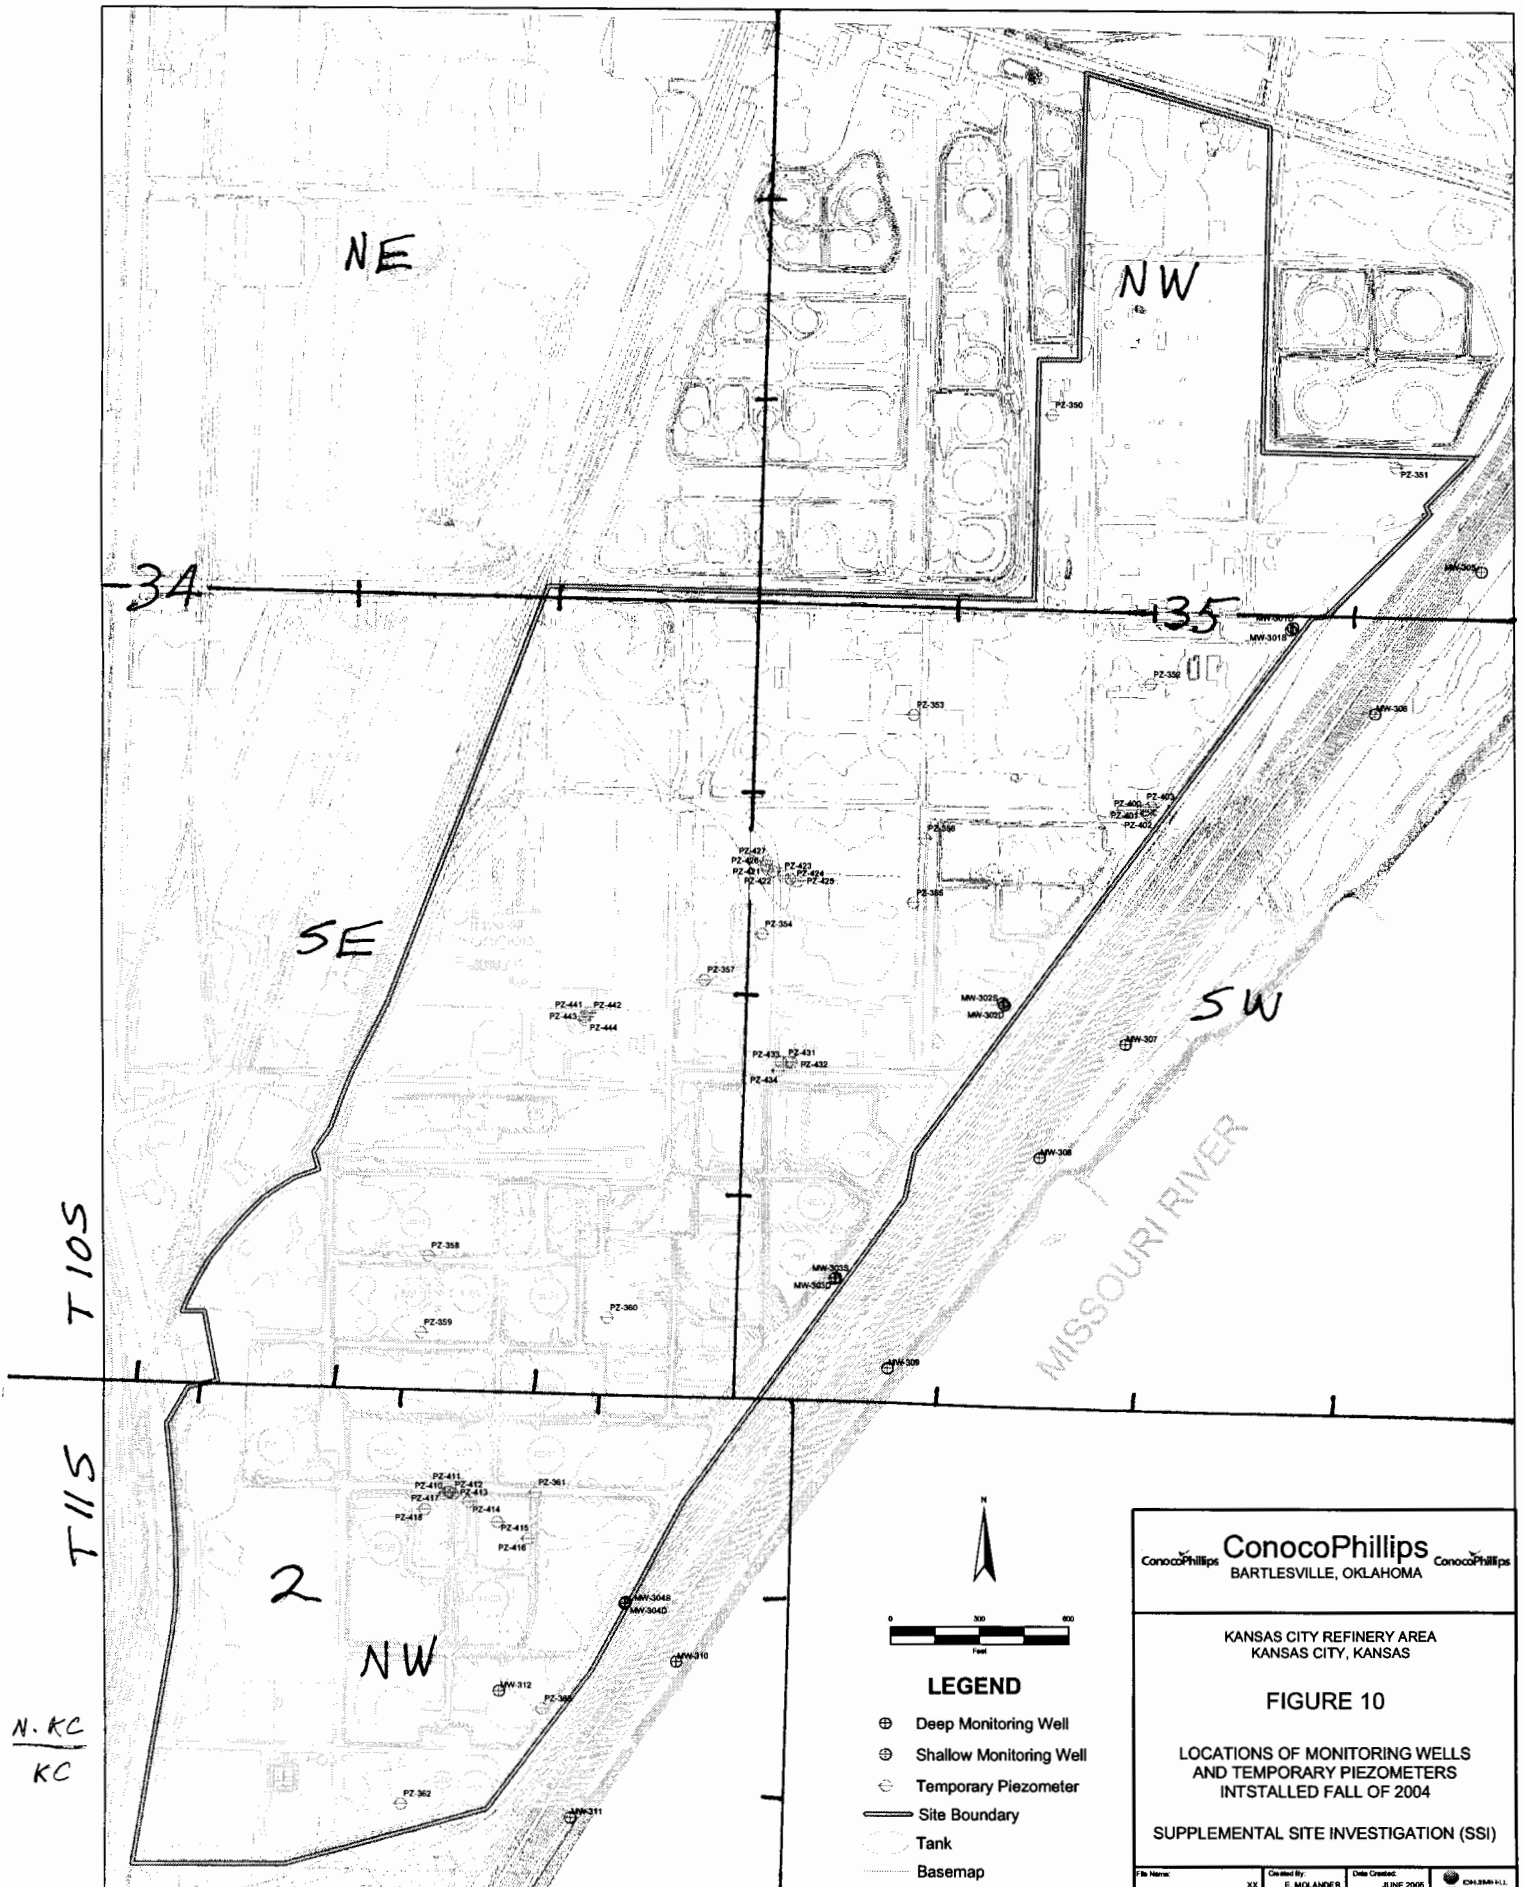 NE
NW
PZ-350
PZ-351
34
35
MW-305
MW-301S
PZ-352
PZ-353
MW-306
PZ-403
PZ-400
PZ-401
PZ-402
PZ-427
PZ-423
PZ-421
PZ-424
PZ-422
PZ-425
PZ-354
SE
PZ-357
PZ-441
PZ-442
PZ-443
PZ-444
MW-302S
MW-302D
SW
MW-307
PZ-433
PZ-431
PZ-432
PZ-434
MW-308
MISSOURI RIVER
T 10S
PZ-358
MW-303S
MW-303D
PZ-360
PZ-359
MW-309
T 11S
PZ-411
PZ-410
PZ-412
PZ-361
PZ-417
PZ-413
PZ-414
PZ-418
PZ-415
PZ-416
2
MW-304S
MW-304D
NW
MW-310
MW-312
N. KC
KC
PZ-362
MW-311
N
0 300 600
Feet
LEGEND
Deep Monitoring Well
Shallow Monitoring Well
Temporary Piezometer
Site Boundary
Tank
Basemap
ConocoPhillips ConocoPhillips ConocoPhillips
BARTLESVILLE, OKLAHOMA
KANSAS CITY REFINERY AREA
KANSAS CITY, KANSAS
FIGURE 10
LOCATIONS OF MONITORING WELLS
AND TEMPORARY PIEZOMETERS
INTSTALLED FALL OF 2004
SUPPLEMENTAL SITE INVESTIGATION (SSI)
File Name: Created By: Date Created:
XX E. MOLANDER JUNE 2005